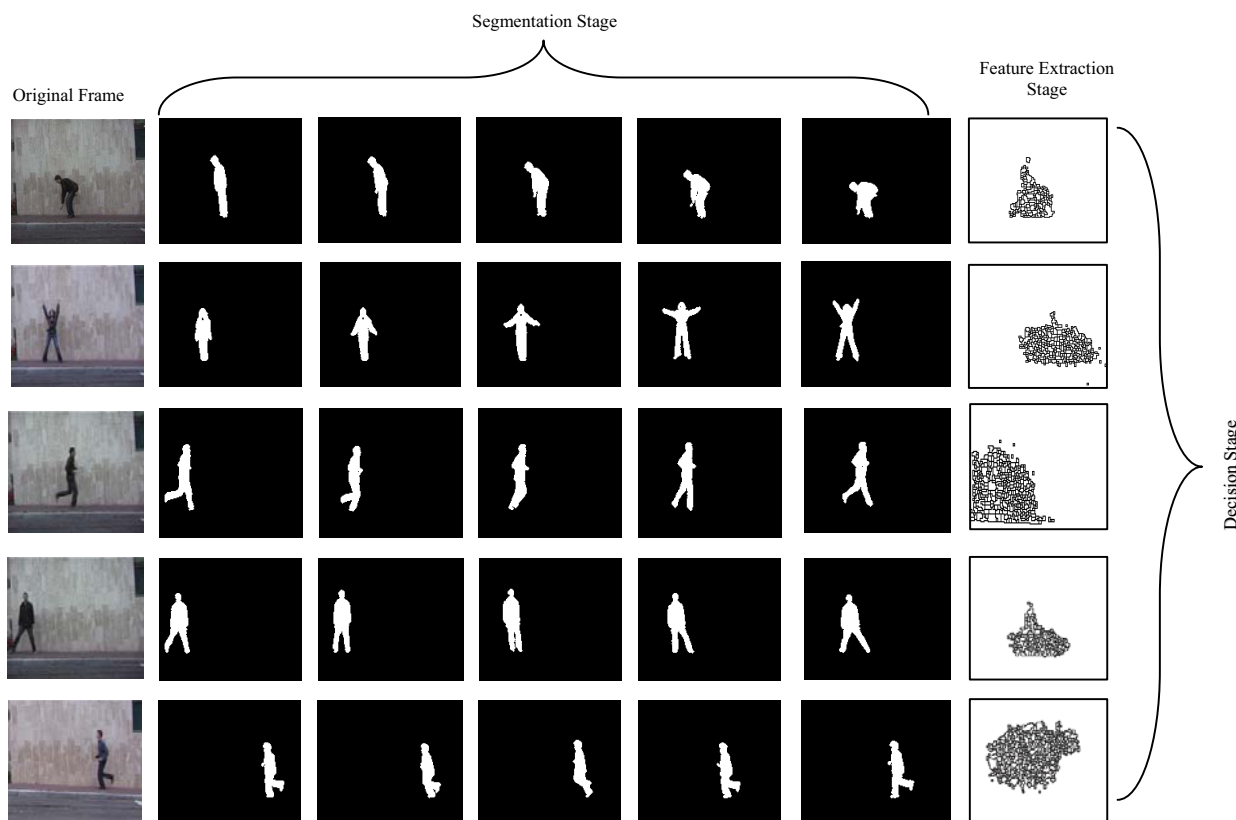 Segmentation Stage
Feature Extraction
Stage
Original Frame
Decision Stage